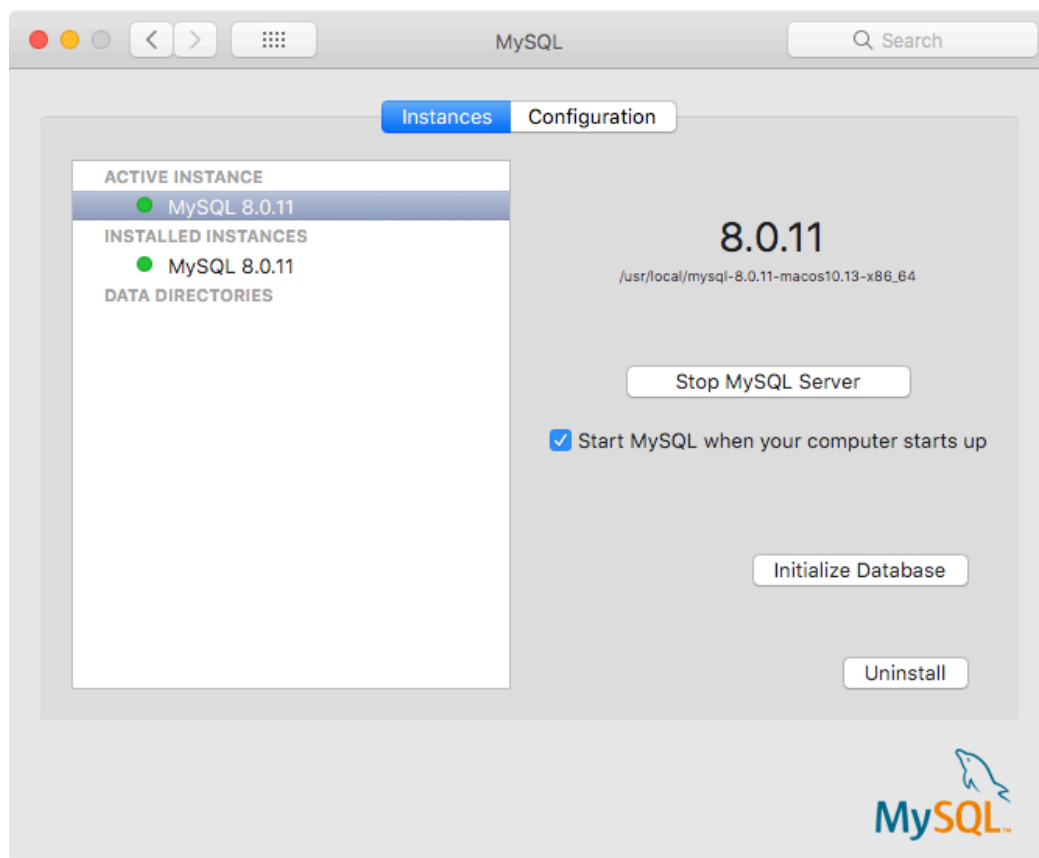 MySQL
Search
Instances
Configuration
ACTIVE INSTANCE
MySQL 8.0.11
INSTALLED INSTANCES
MySQL 8.0.11
DATA DIRECTORIES
8.0.11
/usr/local/mysql-8.0.11-macos10.13-x86_64
Stop MySQL Server
Start MySQL when your computer starts up
Initialize Database
Uninstall
MySQL™